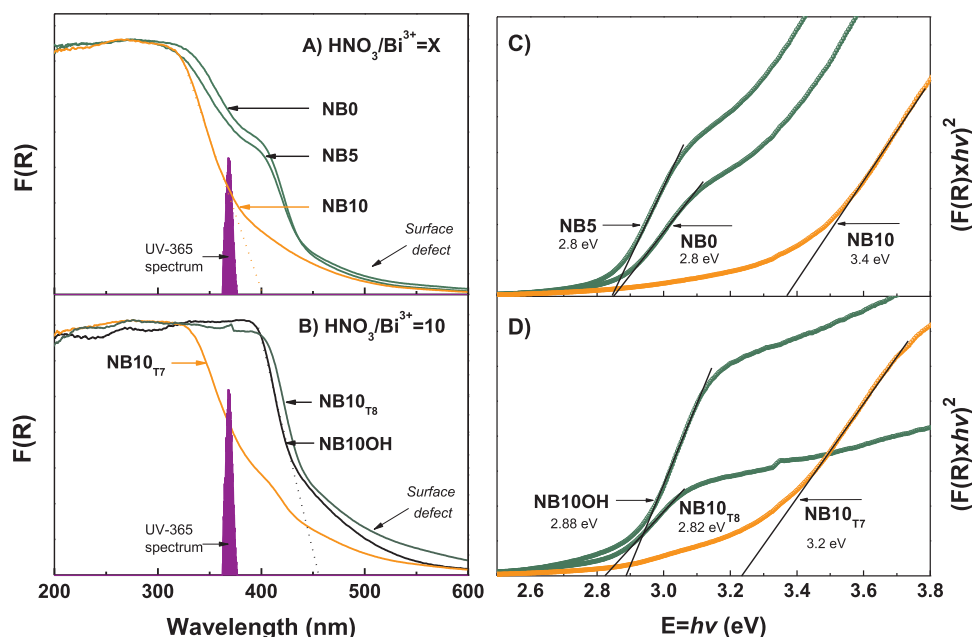 A) HNO3/Bi3+=X
NB0
NB5
NB10
UV-365
spectrum
Surface
defect
F(R)
B) HNO3/Bi3+=10
NB10T7
NB10T8
NB10OH
UV-365
spectrum
Surface
defect
F(R)
200 300 400 500 600
Wavelength (nm)
C)
NB5
2.8 eV
NB0
2.8 eV
NB10
3.4 eV
(F(R)xhv)2
D)
NB10OH
2.88 eV
NB10T8
2.82 eV
NB10T7
3.2 eV
(F(R)xhv)2
2.6 2.8 3.0 3.2 3.4 3.6 3.8
E=hv (eV)